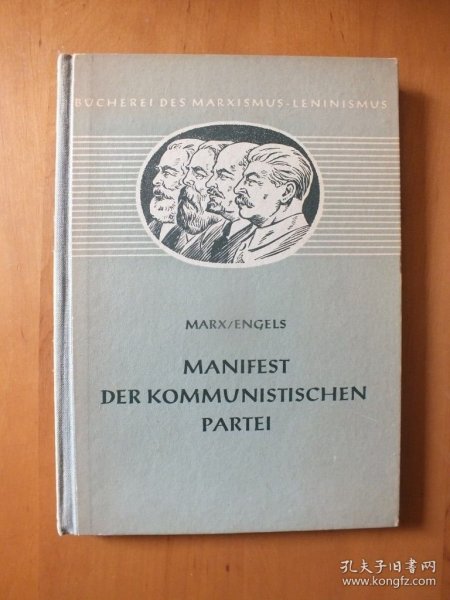 BÜCHEREI DES MARXISMUS-LENINISMUS
MARX/ENGELS
MANIFEST
DER KOMMUNISTISCHEN
PARTEI
孔夫子旧书网
www.kongfz.com